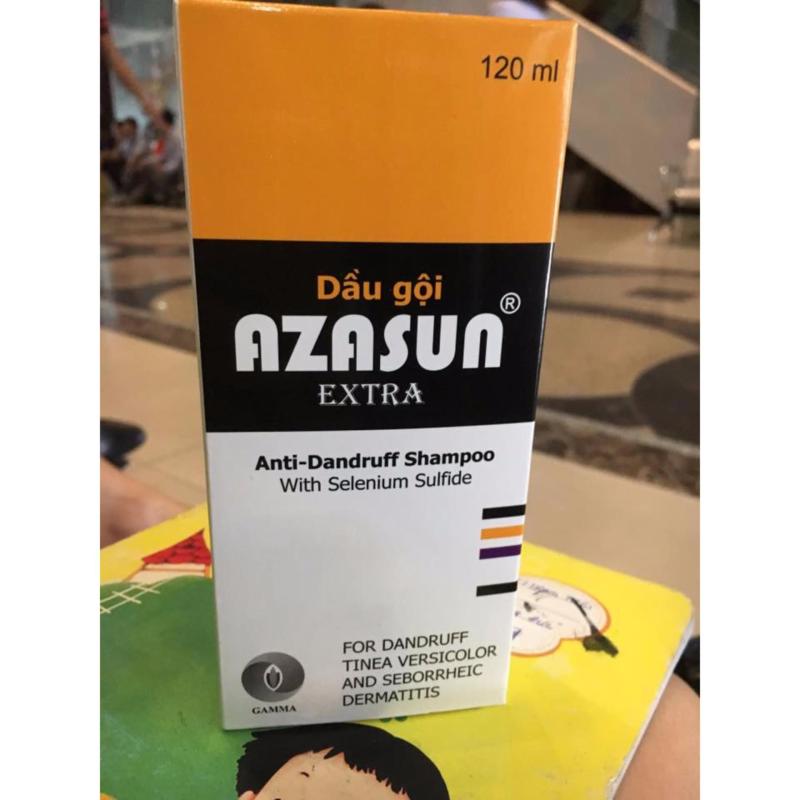 120 ml
Dầu gội
AZASUN®
EXTRA
Anti-Dandruff Shampoo
With Selenium Sulfide
FOR DANDRUFF
TINEA VERSICOLOR
AND SEBORRHEIC
DERMATITIS
GAMMA